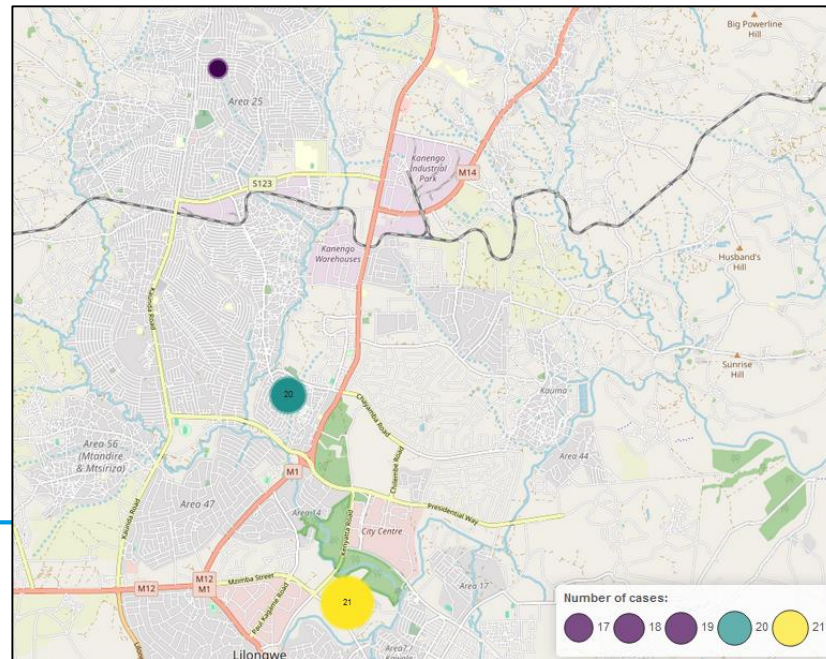 Big Powerline
Hill
Area 25
Kanengo
Industrial
Park
M14
S123
Kanengo
Warehouses
Husband's
Hill
Kaunda Road
Sunrise
Hill
20
Kauma
Chayamba Road
Area 56
(Mtandire
& Mtsiriza)
Chilembe Road
Area 44
M1
Area 47
Presidential Way
Area 14
City Centre
Kaunda Road
Kenyatta Road
M12
M12
M1
Mzimba Street
Area 17
21
Paul Kagame Road
Lilongwe
Area 7
Number of cases:
17 18 19 20 21